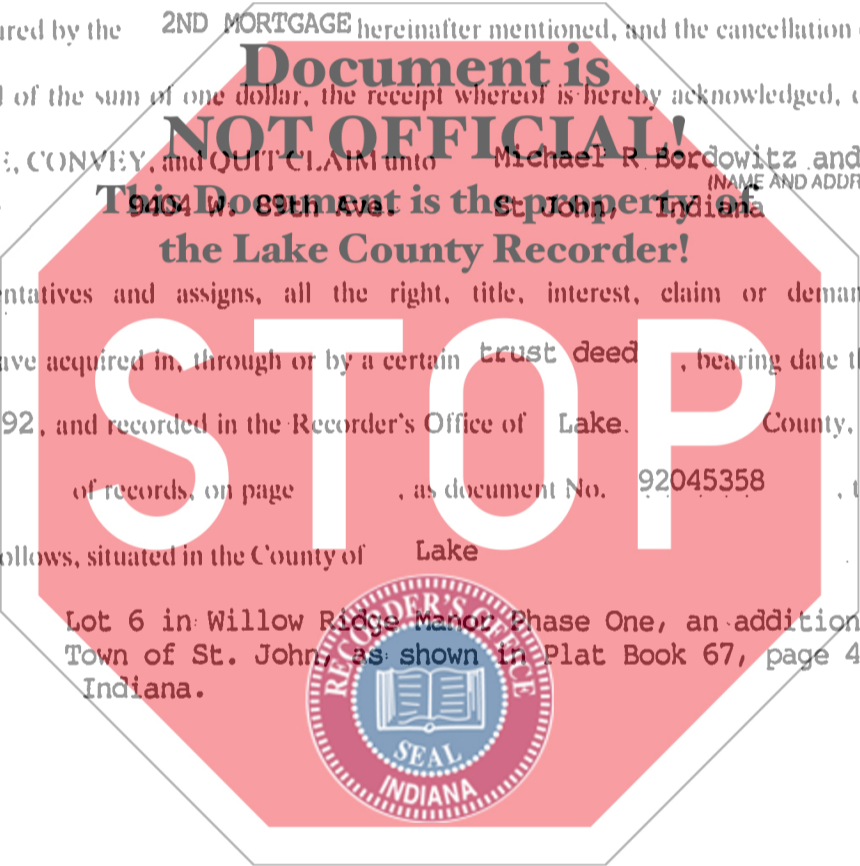 ured by the 2ND MORTGAGE hereinafter mentioned, and the cancellation
Document is
of the sum of one dollar, the receipt whereof is hereby acknowledged,
NOT OFFICIAL!
E, CONVEY, and QUIT CLAIM unto Michael R Bordowitz and
(NAME AND ADDR
This Document is the property of
9404 W. 89th Ave. St John, Indiana
the Lake County Recorder!
ntatives and assigns, all the right, title, interest, claim or deman
ave acquired in, through or by a certain trust deed , bearing date th
92, and recorded in the Recorder's Office of Lake. County,
STOP
of records, on page , as document No. 92045358 , t
ollows, situated in the County of Lake
Lot 6 in Willow Ridge Manor Phase One, an addition
Town of St. John, as shown in Plat Book 67, page 4
Indiana.
RECORDER'S OFFICE
SEAL
INDIANA